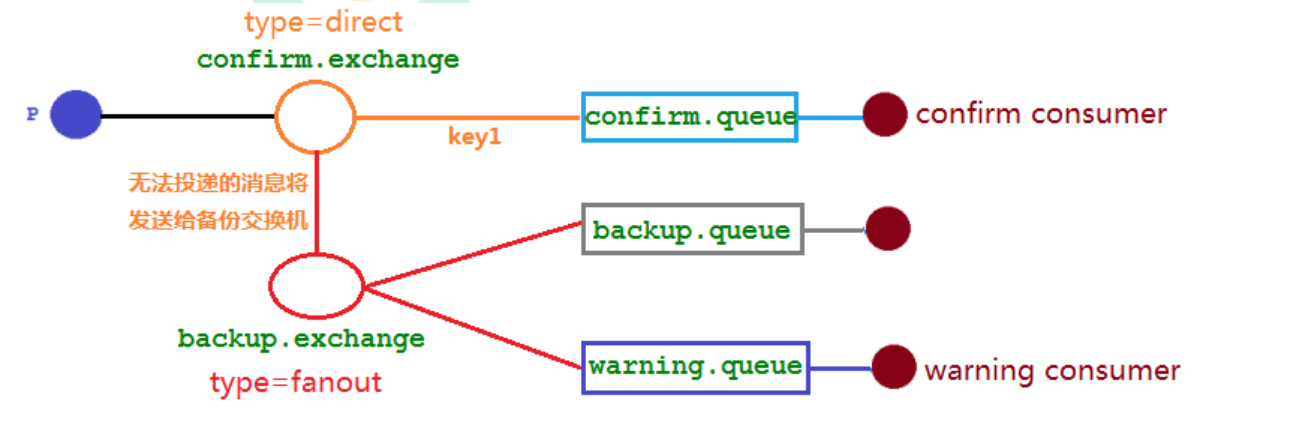 type=direct
confirm.exchange
P
key1
confirm.queue
confirm consumer
无法投递的消息将
发送给备份交换机
backup.queue
backup.exchange
type=fanout
warning.queue
warning consumer